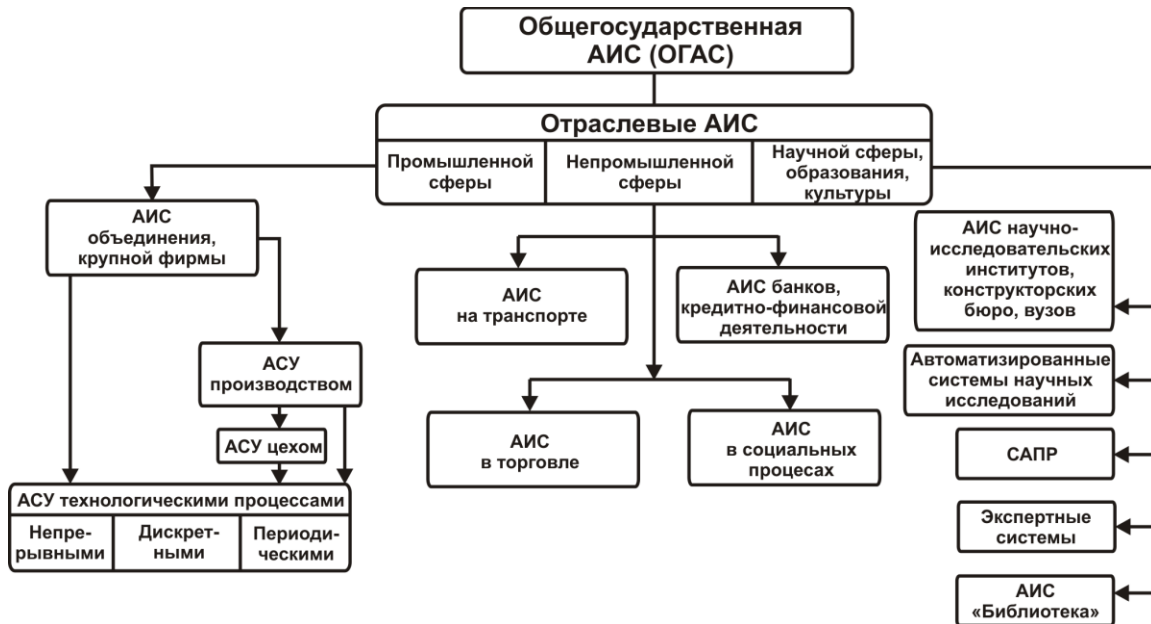 Общегосударственная
АИС (ОГАС)
Отраслевые АИС
Промышленной
сферы
Непромышленной
сферы
Научной сферы,
образования,
культуры
АИС
объединения,
крупной фирмы
АСУ
производством
АСУ цехом
АСУ технологическими процессами
Непре-
рывными
Дискрет-
ными
Периоди-
ческими
АИС
на транспорте
АИС банков,
кредитно-финансовой
деятельности
АИС
в торговле
АИС
в социальных
процесах
АИС научно-
исследовательских
институтов,
конструкторских
бюро, вузов
Автоматизированные
системы научных
исследований
САПР
Экспертные
системы
АИС
«Библиотека»